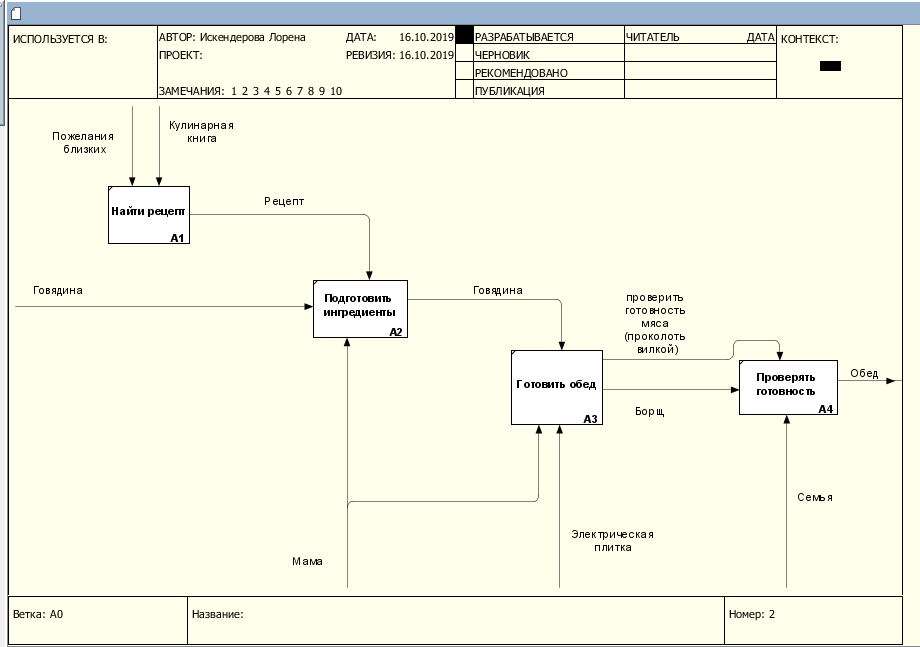 ИСПОЛЬЗУЕТСЯ В:
АВТОР: Искендерова Лорена
ДАТА: 16.10.2019
ПРОЕКТ:
РЕВИЗИЯ: 16.10.2019
ЗАМЕЧАНИЯ: 1 2 3 4 5 6 7 8 9 10
РАЗРАБАТЫВАЕТСЯ
ЧЕРНОВИК
РЕКОМЕНДОВАНО
ПУБЛИКАЦИЯ
ЧИТАТЕЛЬ
ДАТА
КОНТЕКСТ:
Пожелания
близких
Кулинарная
книга
Найти рецепт
A1
Рецепт
Говядина
Подготовить
ингредиенты
A2
Говядина
проверить
готовность
мяса
(проколоть
вилкой)
Готовить обед
A3
Борщ
Проверять
готовность
A4
Обед
Семья
Электрическая
плитка
Мама
Ветка: A0
Название:
Номер: 2